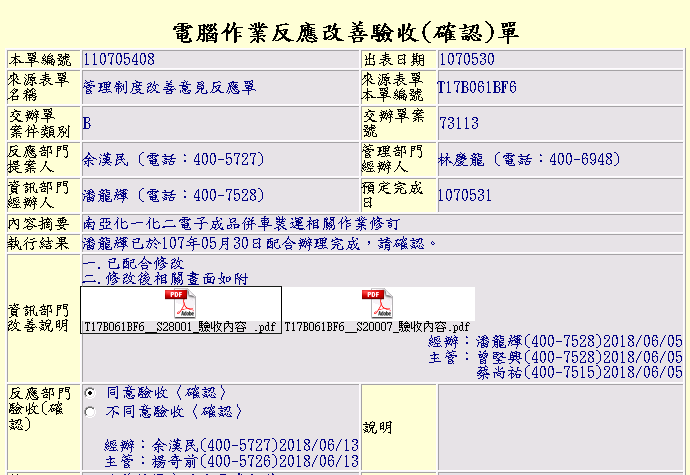 電腦作業反應改善驗收(確認)單
本單編號 110705408 出表日期 1070530
來源表單名稱 管理制度改善意見反應單 來源表單本單編號 T17B061BF6
交辦單案件類別 B 交辦單案號 73113
反應部門提案人 余漢民 (電話：400-5727) 管理部門經辦人 林慶龍 (電話：400-6948)
資訊部門經辦人 潘龍輝 (電話：400-7528) 預定完成日 1070531
內容摘要 南亞化一化二電子成品併車裝運相關作業修訂
執行結果 潘龍輝已於107年05月30日配合辦理完成，請確認。
資訊部門改善說明
一.已配合修改
二.修改後相關畫面如附
PDF Adobe PDF Adobe
T17B061BF6__S28001_驗收內容 .pdf T17B061BF6__S20007_驗收內容.pdf
經辦：潘龍輝(400-7528)2018/06/05
主管：曾堅興(400-7528)2018/06/05
蔡尚祐(400-7515)2018/06/05
反應部門驗收(確認)
同意驗收〈確認〉
不同意驗收〈確認〉
說明
經辦：余漢民(400-5727)2018/06/13
主管：楊奇前(400-5726)2018/06/13